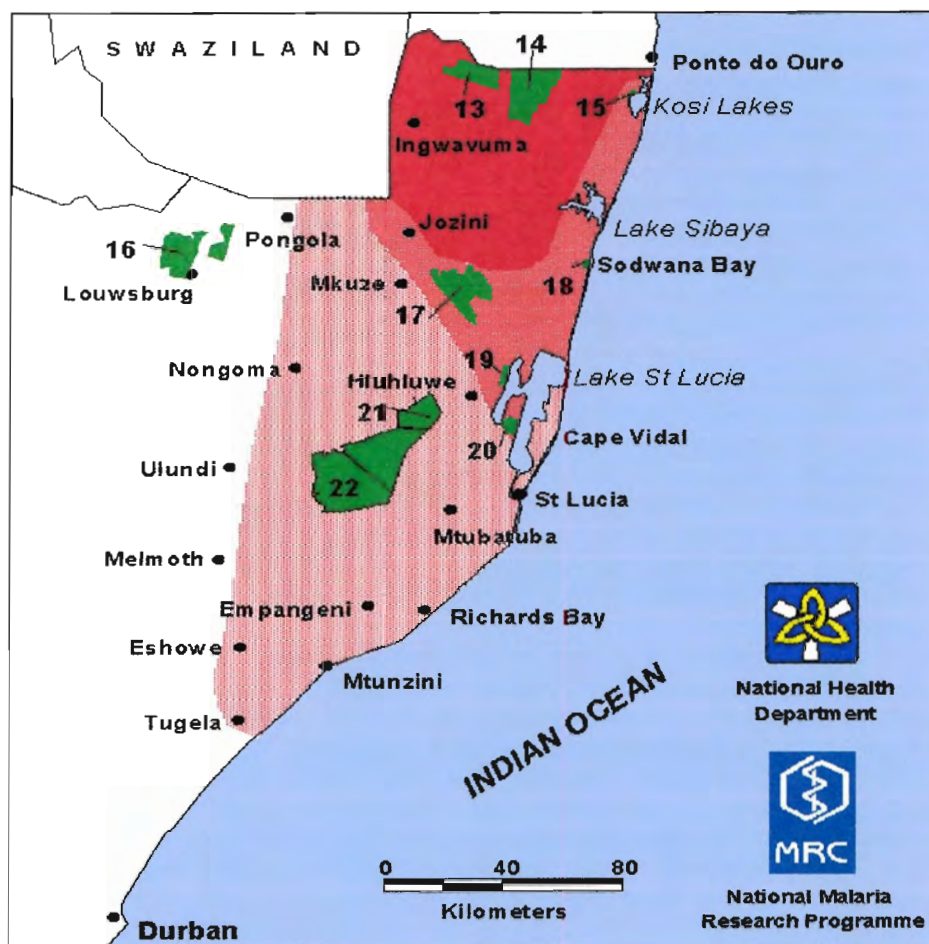 SWAZILAND
14
Ponto do Ouro
13
15
Kosi Lakes
Ingwavuma
Jozini
Pongola
16
Lake Sibaya
Sodwana Bay
Louwsburg
Mkuze
18
17
Nongoma
19
Hluhluwe
Lake St Lucia
21
Cape Vidal
20
Ulundi
22
St Lucia
Mtubatuba
Melmoth
Empangeni
Richards Bay
Eshowe
Mtunzini
Tugela
INDIAN OCEAN
National Health
Department
MRC
0 40 80
Kilometers
National Malaria
Research Programme
Durban